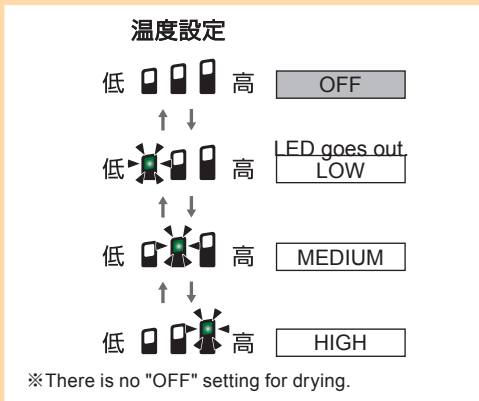 温度設定
低 高 OFF
LED goes out.
低 高 LOW
低 高 MEDIUM
低 高 HIGH
※There is no "OFF" setting for drying.